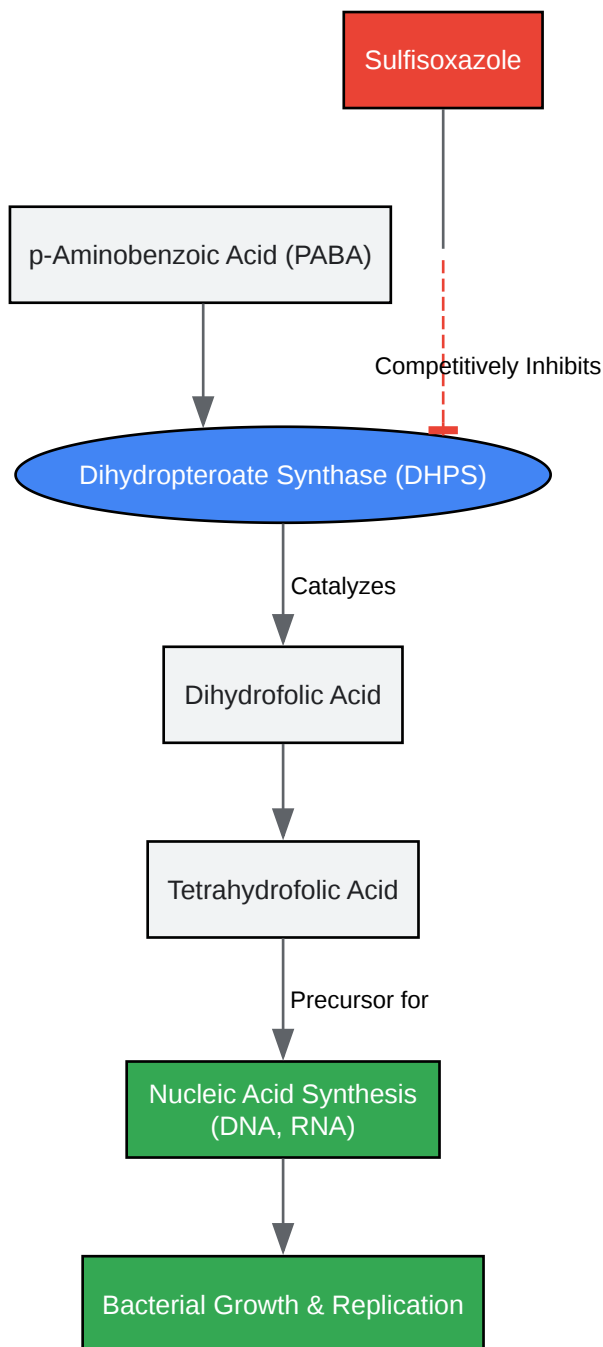 Sulfisoxazole
p-Aminobenzoic Acid (PABA)
Competitively Inhibits
Dihydropteroate Synthase (DHPS)
Catalyzes
Dihydrofolic Acid
Tetrahydrofolic Acid
Precursor for
Nucleic Acid Synthesis
(DNA, RNA)
Bacterial Growth & Replication